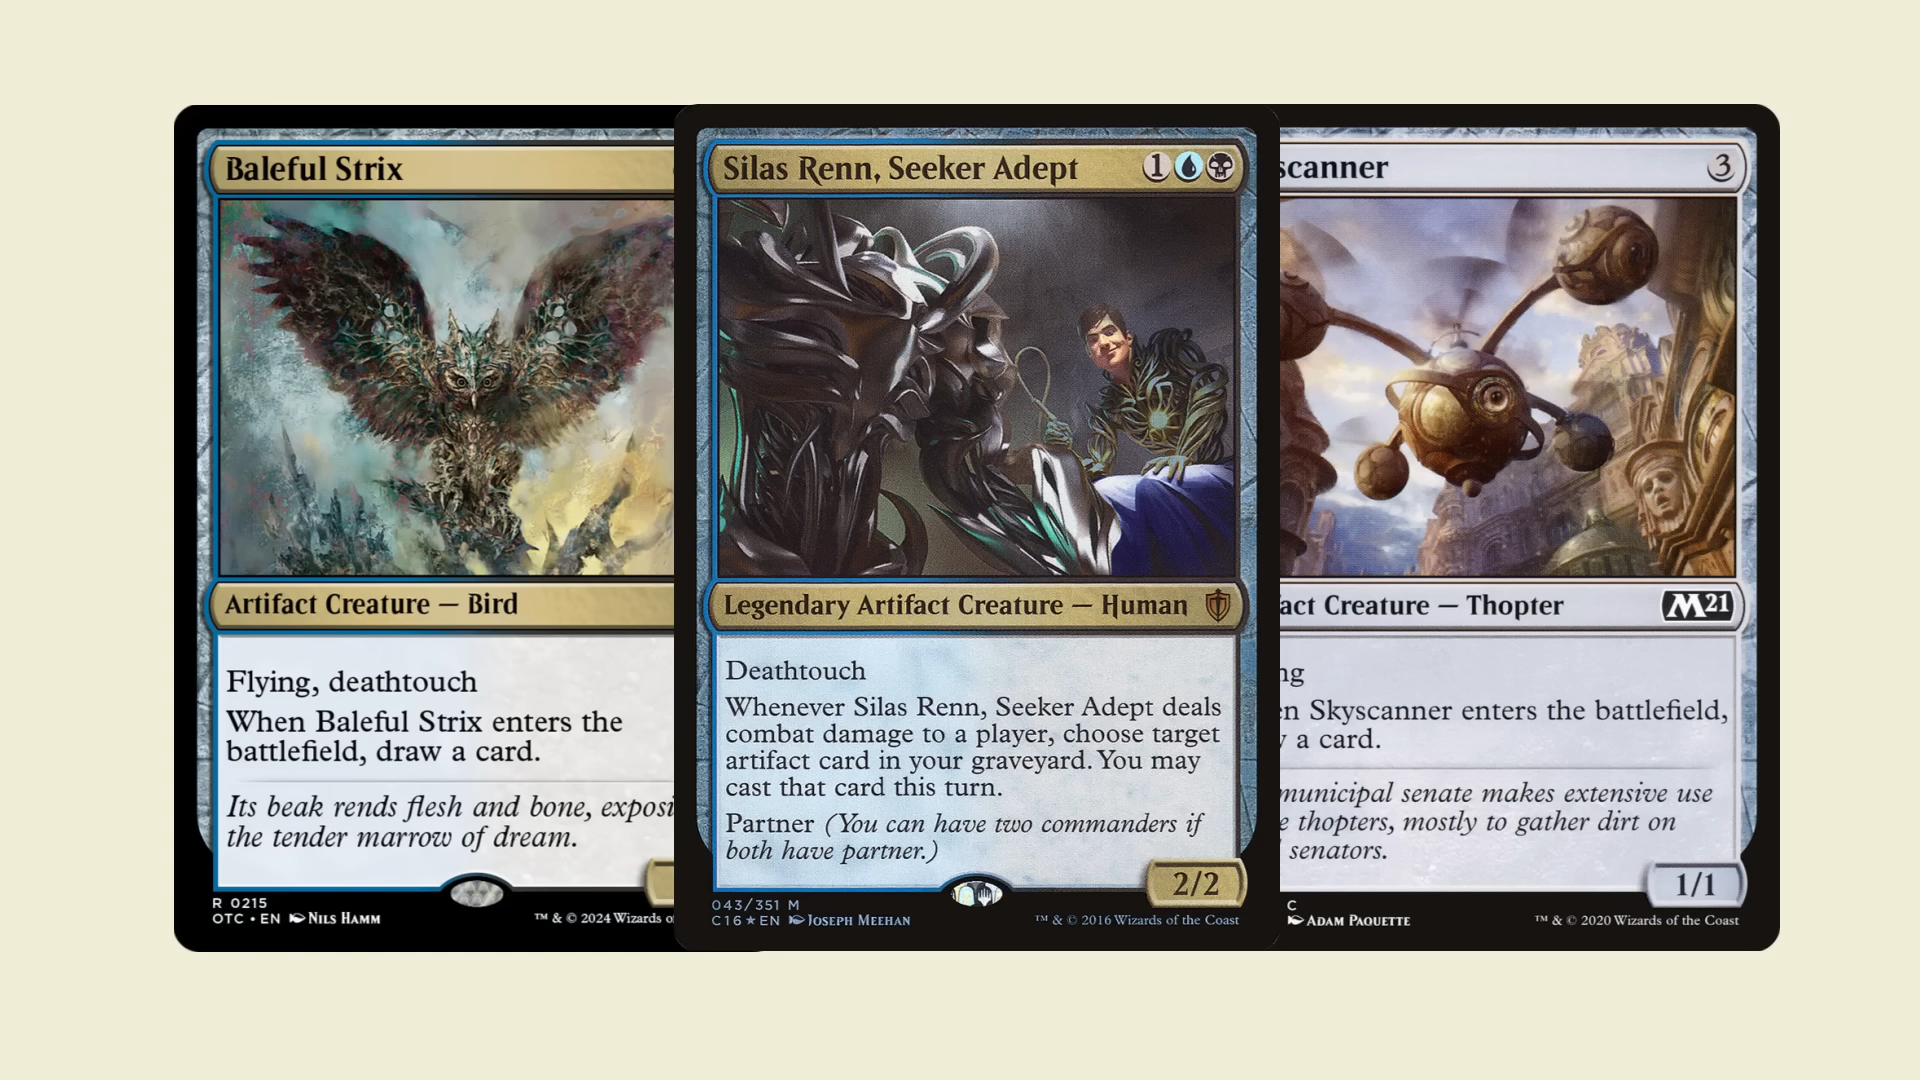 Baleful Strix
Artifact Creature — Bird
Flying, deathtouch
When Baleful Strix enters the
battlefield, draw a card.
Its beak rends flesh and bone,
the tender marrow of dream.
R 0215
OTC • EN NILS HAMM
™ & © 2024 Wizards
Silas Renn, Seeker Adept 1
Legendary Artifact Creature — Human
Deathtouch
Whenever Silas Renn, Seeker Adept deals
combat damage to a player, choose target
artifact card in your graveyard. You may
cast that card this turn.
Partner (You can have two commanders if
both have partner.)
2/2
043/351 M
C16★EN JOSEPH MEEHAN
™ & © 2016 Wizards of the Coast
scanner 3
act Creature — Thopter
M21
ng
en Skyscanner enters the battlefield,
a card.
municipal senate makes extensive use
thopters, mostly to gather dirt on
senators.
1/1
C
ADAM PAQUETTE
™ & © 2020 Wizards of the Coast